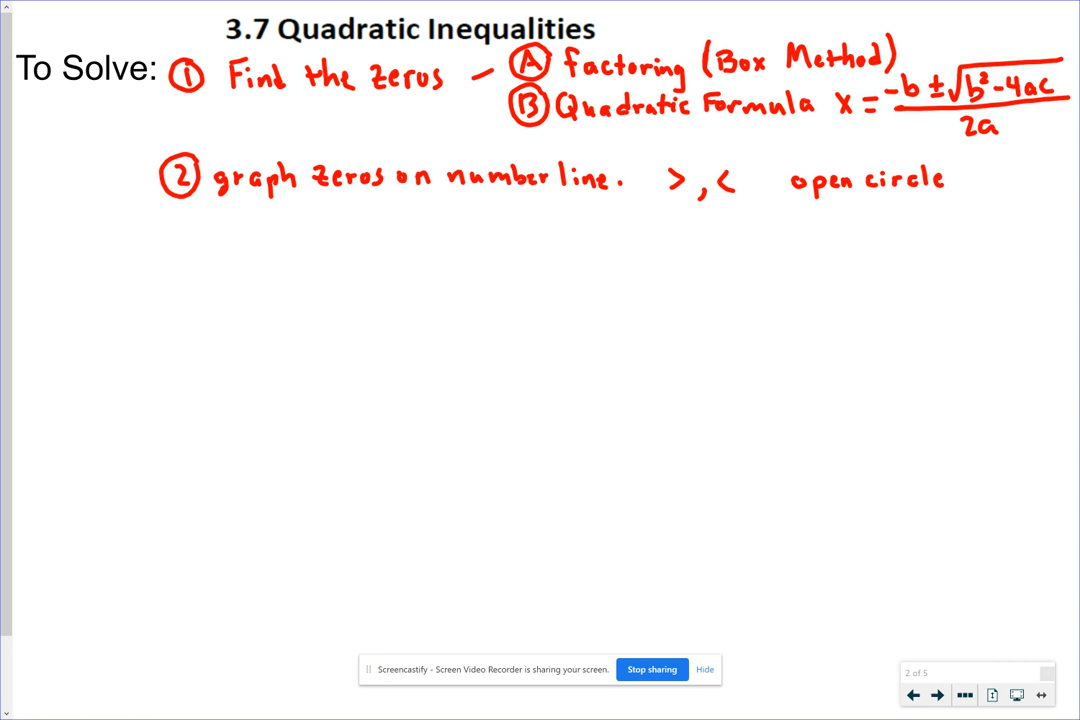 3.7 Quadratic Inequalities
To Solve: ① Find the zeros – Ⓐ factoring (Box Method)
Ⓑ Quadratic Formula x = -b ± √b² - 4ac / 2a
② graph zeros on number line. >, < open circle
Screencastify - Screen Video Recorder is sharing your screen. Stop sharing Hide
2 of 5